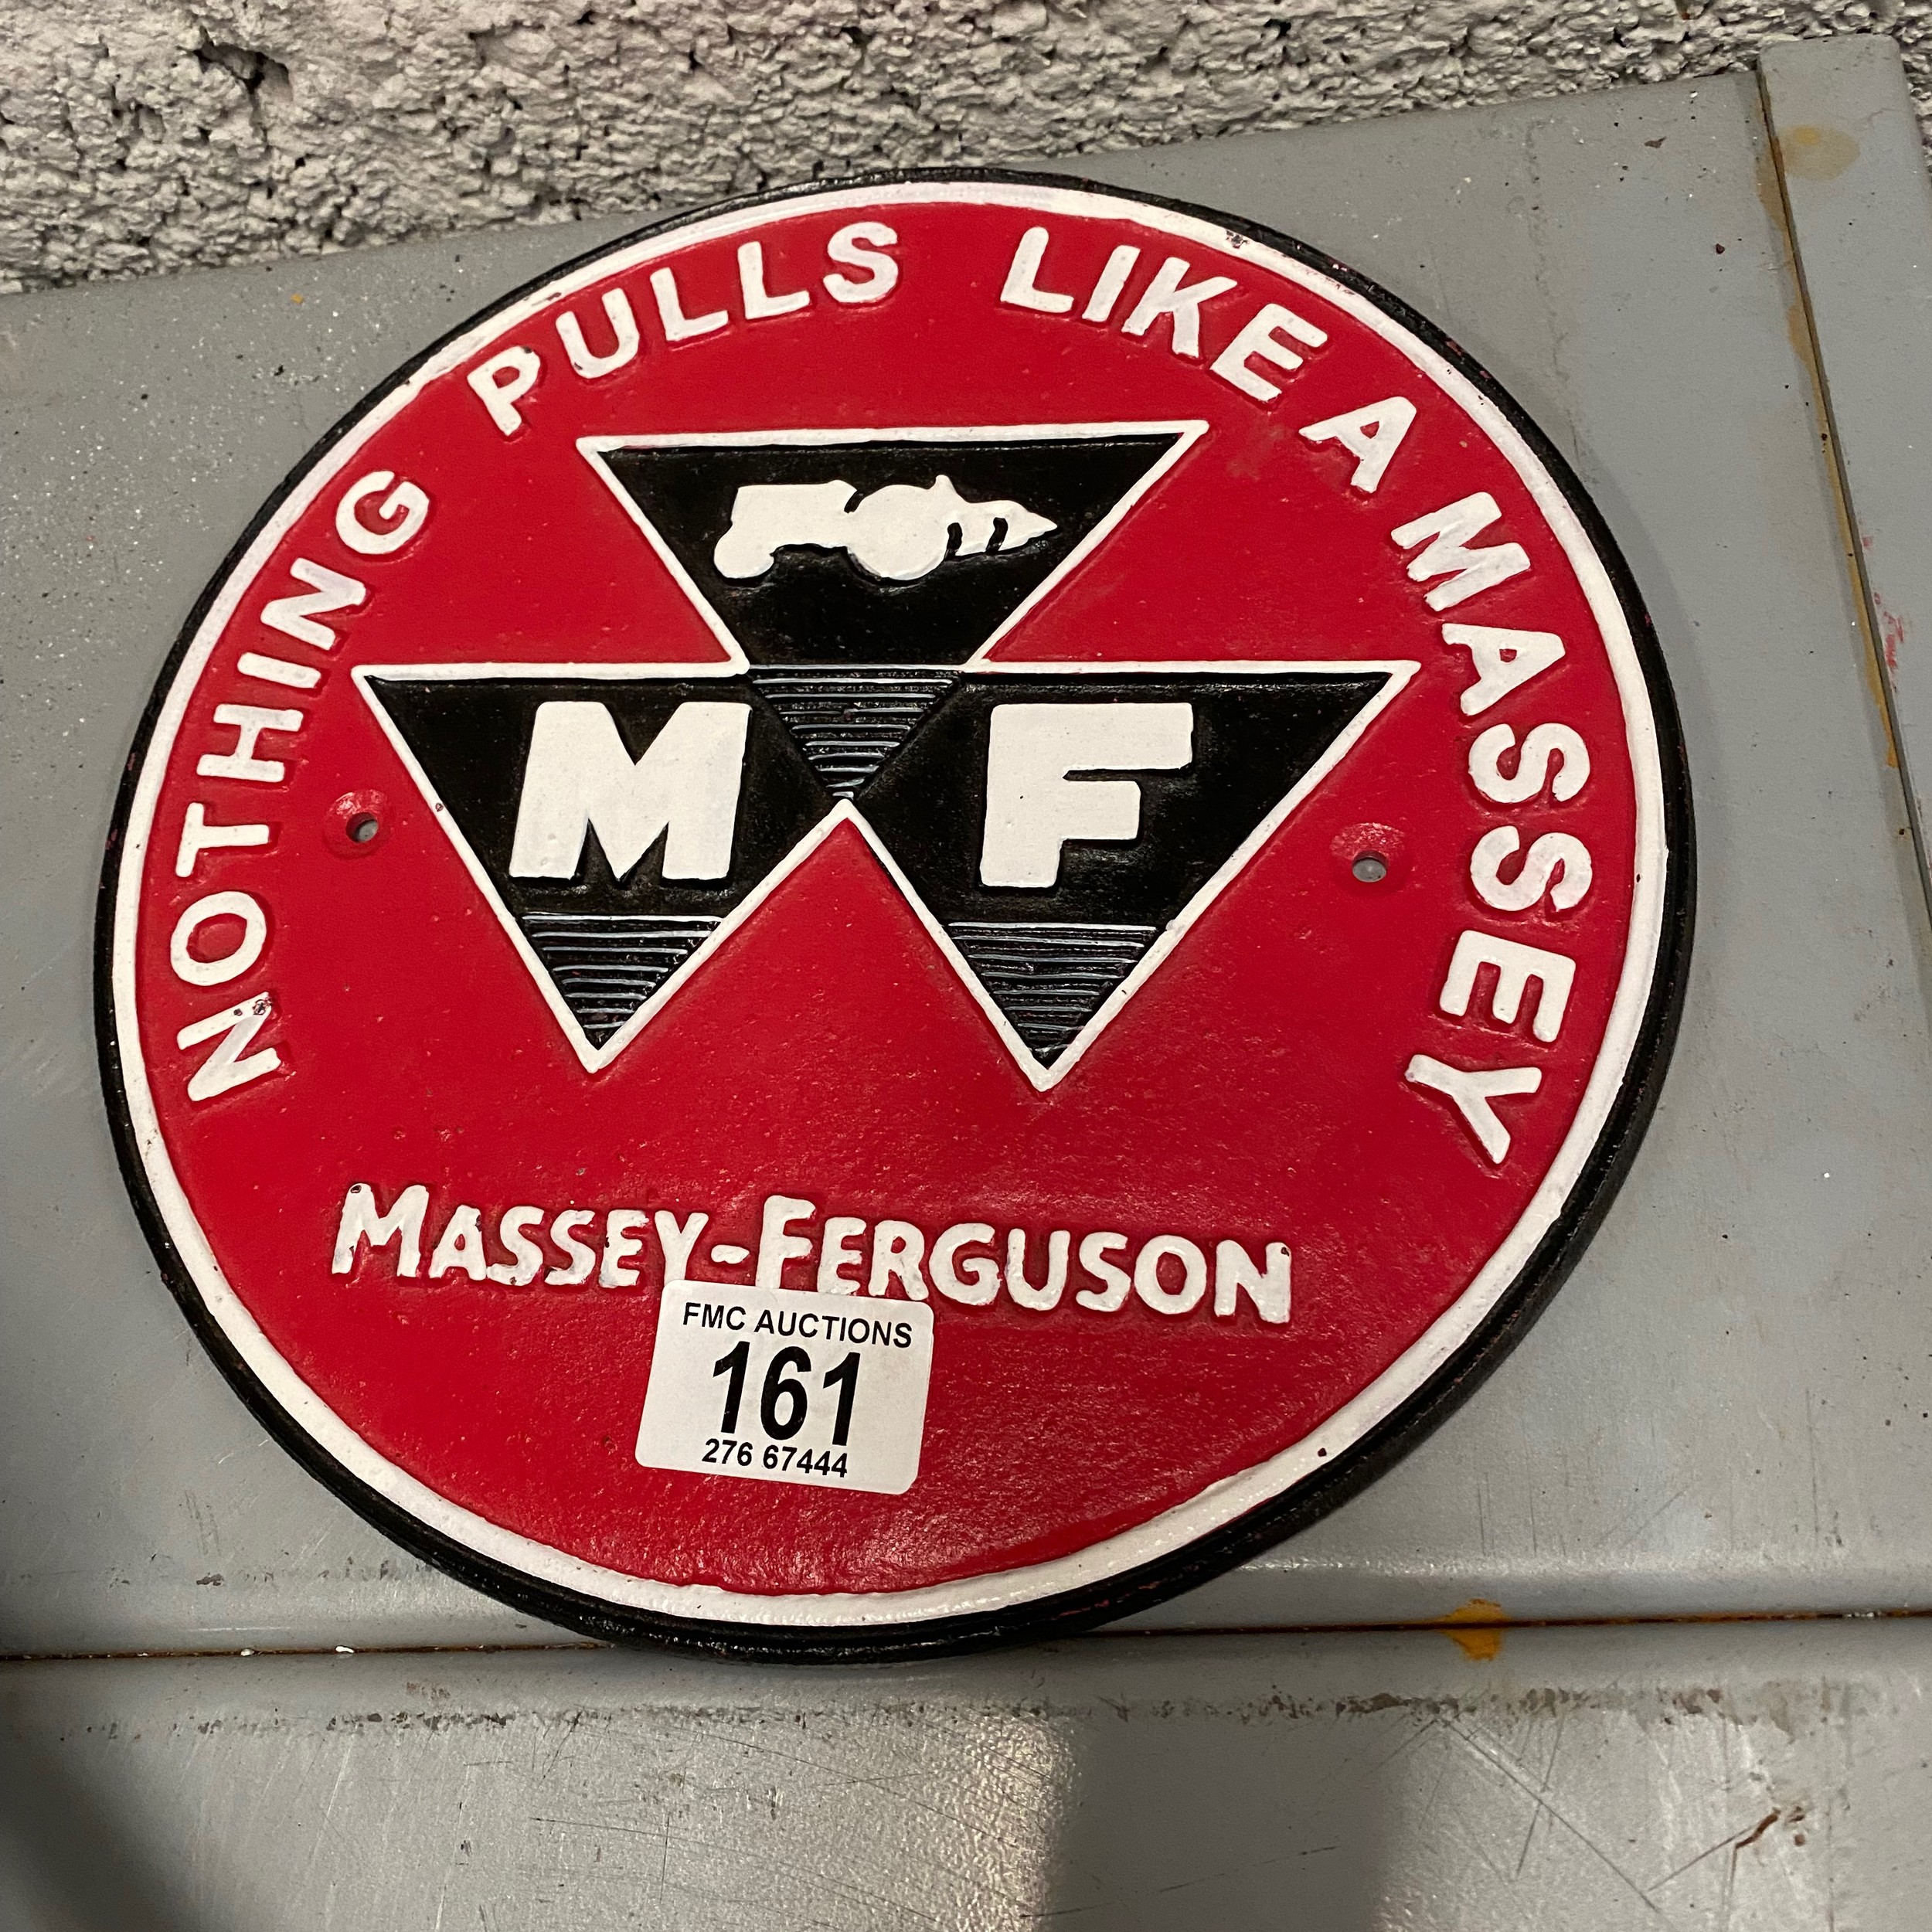 NOTHING PULLS LIKE A MASSEY
M F
MASSEY-FERGUSON
FMC AUCTIONS
161
276 67444